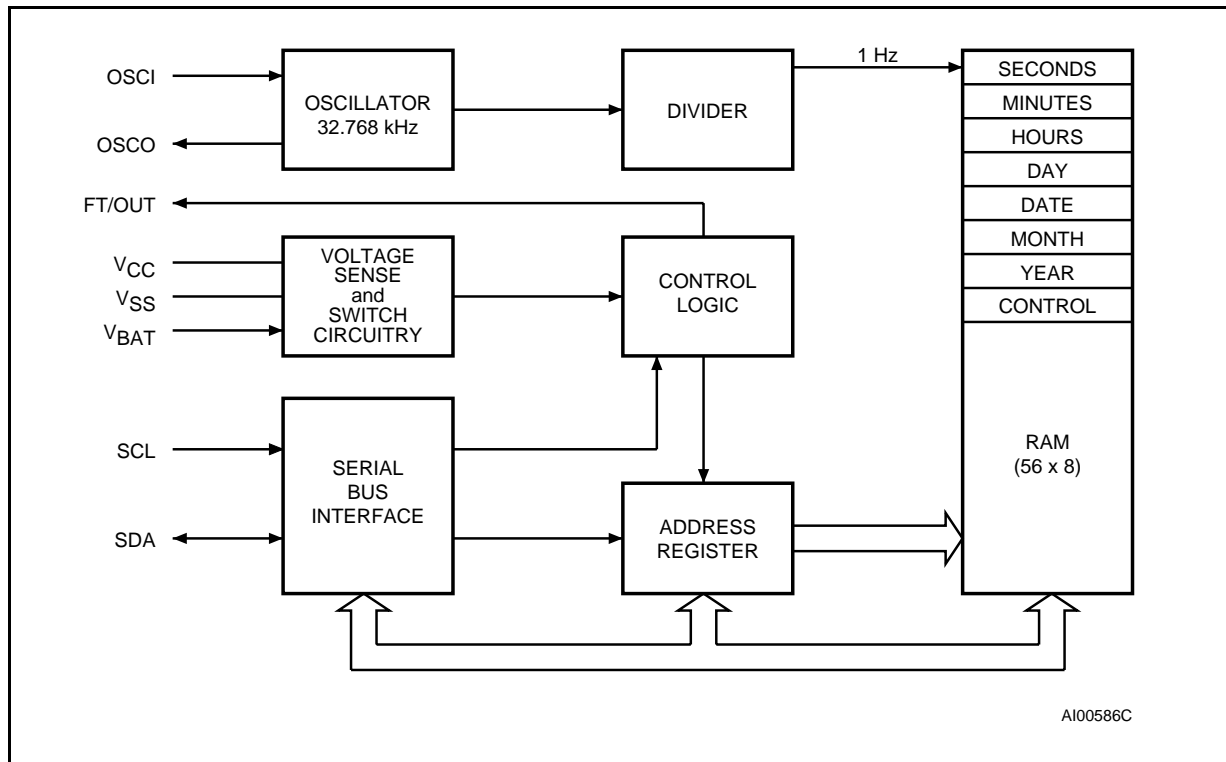 OSCI
OSCO
FT/OUT
VCC
VSS
VBAT
SCL
SDA
OSCILLATOR
32.768 kHz
VOLTAGE
SENSE
and
SWITCH
CIRCUITRY
SERIAL
BUS
INTERFACE
DIVIDER
CONTROL
LOGIC
ADDRESS
REGISTER
1 Hz
SECONDS
MINUTES
HOURS
DAY
DATE
MONTH
YEAR
CONTROL
RAM
(56 x 8)
AI00586C